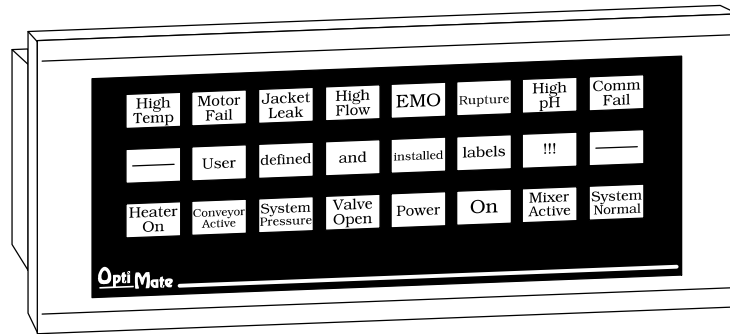 High Temp
Motor Fail
Jacket Leak
High Flow
EMO
Rupture
High pH
Comm Fail
User
defined
and
installed
labels
!!!
Heater On
Conveyor Active
System Pressure
Valve Open
Power
On
Mixer Active
System Normal
Opti Mate